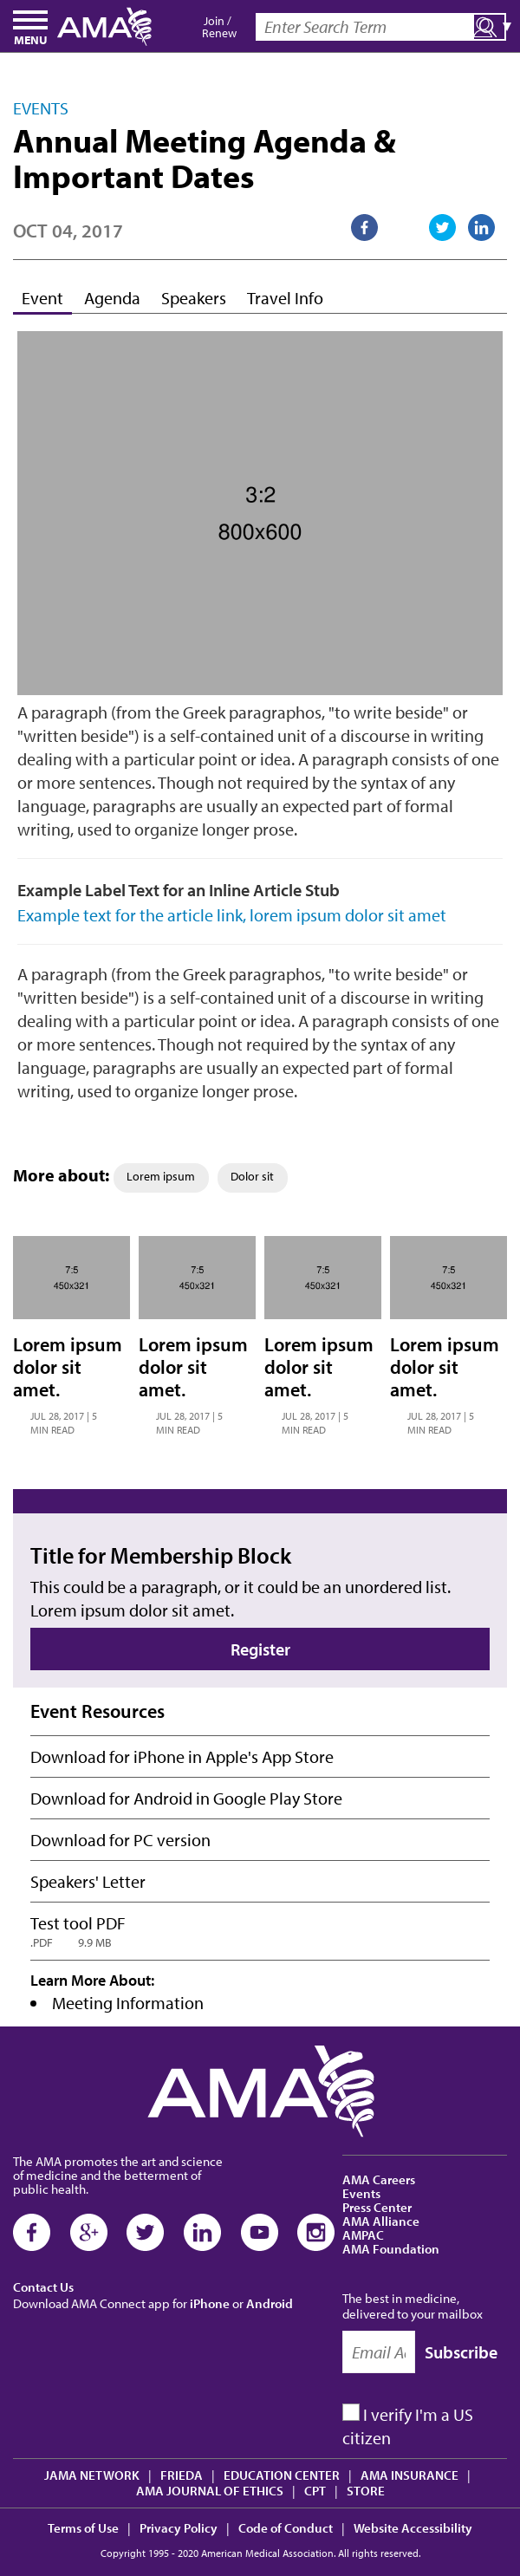 MENU
AMA
Join /
Renew
Enter Search Term
EVENTS
Annual Meeting Agenda &
Important Dates
OCT 04, 2017
Event Agenda Speakers Travel Info
3:2
800x600
A paragraph (from the Greek paragraphos, "to write beside" or
"written beside") is a self-contained unit of a discourse in writing
dealing with a particular point or idea. A paragraph consists of one
or more sentences. Though not required by the syntax of any
language, paragraphs are usually an expected part of formal
writing, used to organize longer prose.
Example Label Text for an Inline Article Stub
Example text for the article link, lorem ipsum dolor sit amet
A paragraph (from the Greek paragraphos, "to write beside" or
"written beside") is a self-contained unit of a discourse in writing
dealing with a particular point or idea. A paragraph consists of one
or more sentences. Though not required by the syntax of any
language, paragraphs are usually an expected part of formal
writing, used to organize longer prose.
More about: Lorem ipsum Dolor sit
7:5
450x321
Lorem ipsum
dolor sit
amet.
JUL 28, 2017 | 5
MIN READ
7:5
450x321
Lorem ipsum
dolor sit
amet.
JUL 28, 2017 | 5
MIN READ
7:5
450x321
Lorem ipsum
dolor sit
amet.
JUL 28, 2017 | 5
MIN READ
7:5
450x321
Lorem ipsum
dolor sit
amet.
JUL 28, 2017 | 5
MIN READ
Title for Membership Block
This could be a paragraph, or it could be an unordered list.
Lorem ipsum dolor sit amet.
Register
Event Resources
Download for iPhone in Apple's App Store
Download for Android in Google Play Store
Download for PC version
Speakers' Letter
Test tool PDF
.PDF 9.9 MB
Learn More About:
• Meeting Information
AMA
The AMA promotes the art and science
of medicine and the betterment of
public health.
Contact Us
Download AMA Connect app for iPhone or Android
AMA Careers
Events
Press Center
AMA Alliance
AMPAC
AMA Foundation
The best in medicine,
delivered to your mailbox
Email Ad Subscribe
I verify I'm a US
citizen
JAMA NETWORK | FRIEDA | EDUCATION CENTER | AMA INSURANCE |
AMA JOURNAL OF ETHICS | CPT | STORE
Terms of Use | Privacy Policy | Code of Conduct | Website Accessibility
Copyright 1995 - 2020 American Medical Association. All rights reserved.